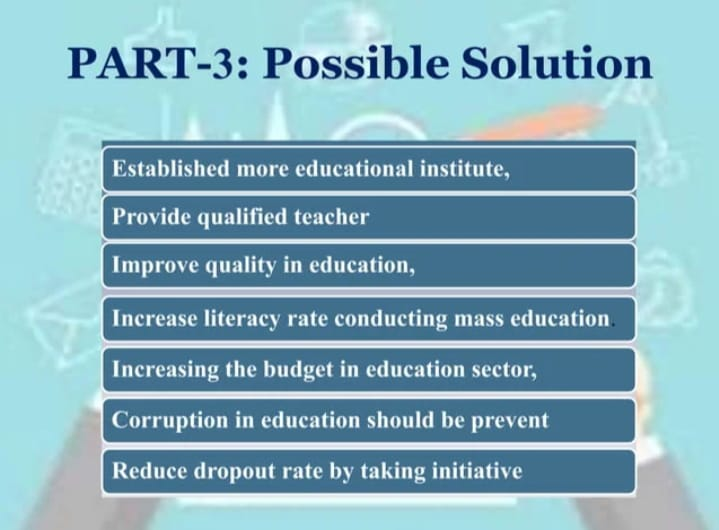 PART-3: Possible Solution
Established more educational institute,
Provide qualified teacher
Improve quality in education,
Increase literacy rate conducting mass education.
Increasing the budget in education sector,
Corruption in education should be prevent
Reduce dropout rate by taking initiative